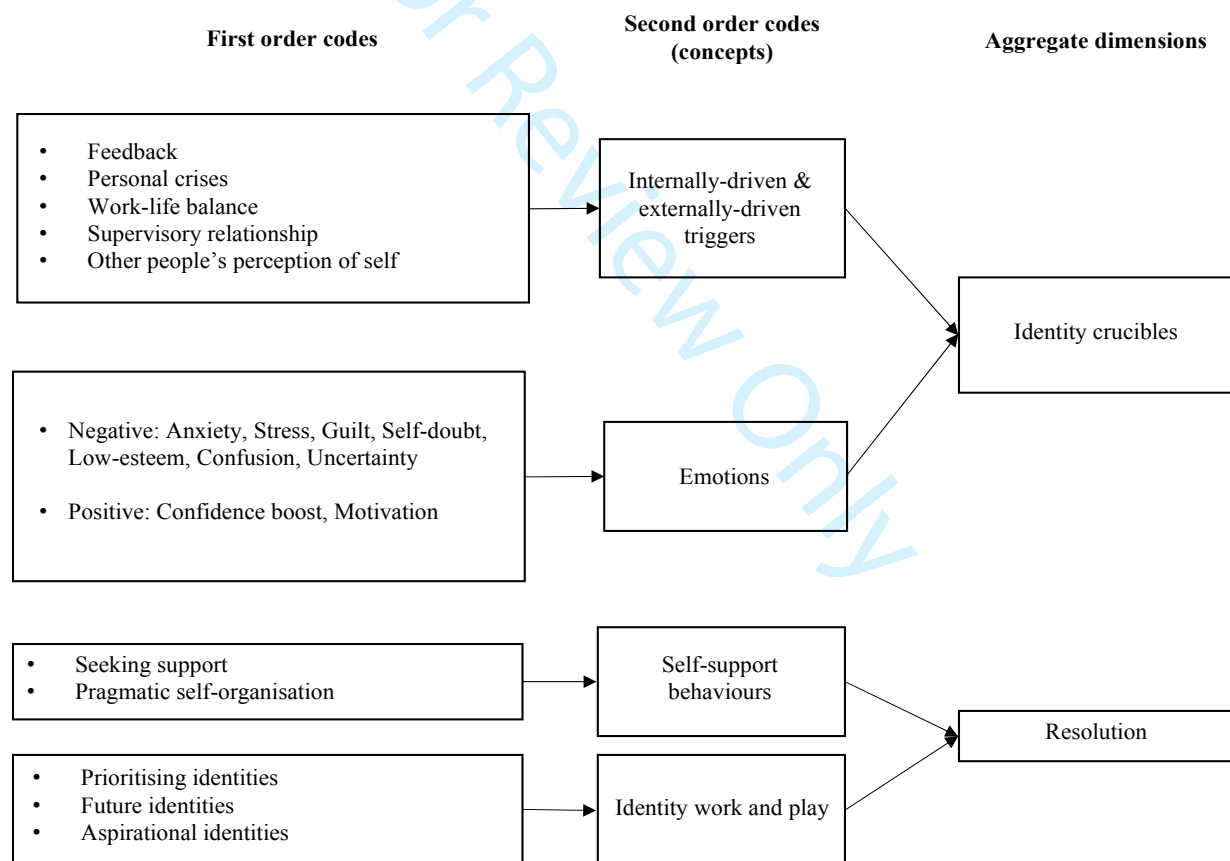 First order codes
Second order codes
(concepts)
Aggregate dimensions
• Feedback
• Personal crises
• Work-life balance
• Supervisory relationship
• Other people’s perception of self
Internally-driven &
externally-driven
triggers
Identity crucibles
• Negative: Anxiety, Stress, Guilt, Self-doubt,
Low-esteem, Confusion, Uncertainty
• Positive: Confidence boost, Motivation
Emotions
• Seeking support
• Pragmatic self-organisation
Self-support
behaviours
Resolution
• Prioritising identities
• Future identities
• Aspirational identities
Identity work and play
or Review Only